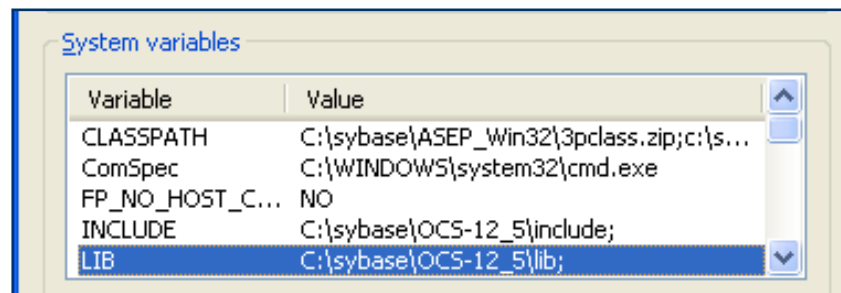 System variables
Variable Value
CLASSPATH C:\sybase\ASEP_Win32\3pclass.zip;c:\s...
ComSpec C:\WINDOWS\system32\cmd.exe
FP_NO_HOST_C... NO
INCLUDE C:\sybase\OCS-12_5\include;
LIB C:\sybase\OCS-12_5\lib;